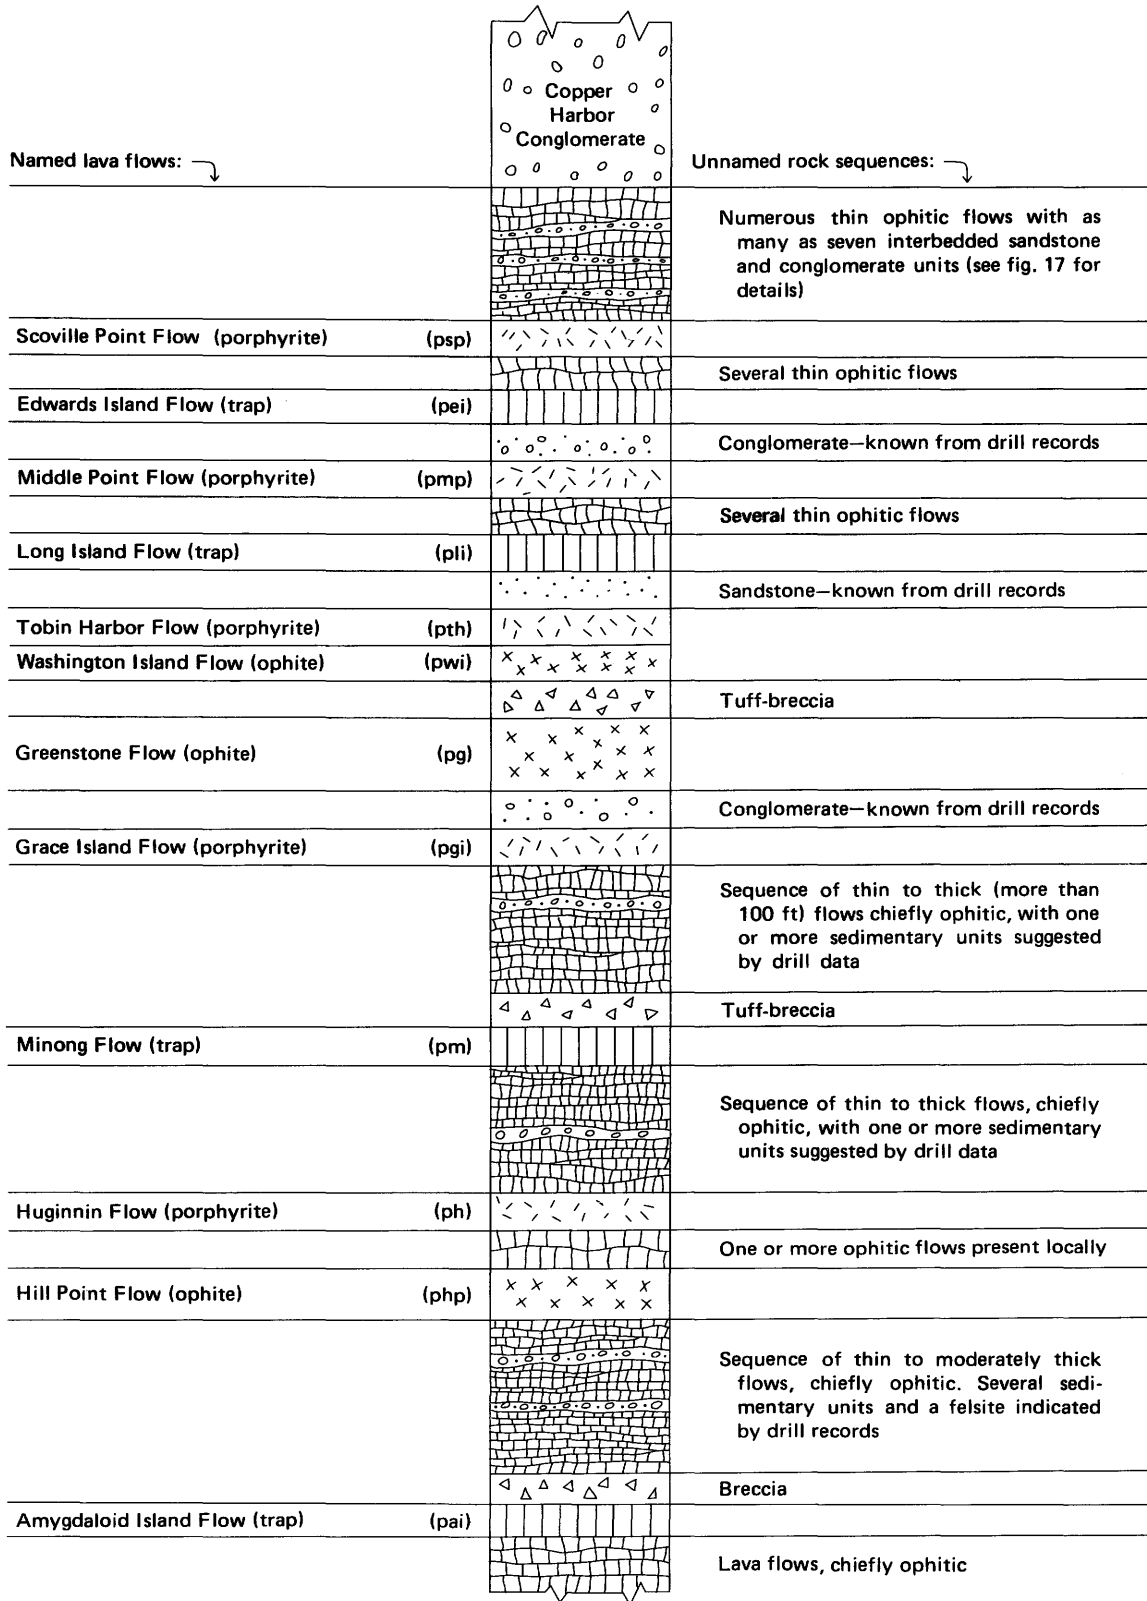 Copper
Harbor
Conglomerate
Named lava flows:
Unnamed rock sequences:
Numerous thin ophitic flows with as
many as seven interbedded sandstone
and conglomerate units (see fig. 17 for
details)
Scoville Point Flow (porphyrite) (psp)
Several thin ophitic flows
Edwards Island Flow (trap) (pei)
Conglomerate—known from drill records
Middle Point Flow (porphyrite) (pmp)
Several thin ophitic flows
Long Island Flow (trap) (pli)
Sandstone—known from drill records
Tobin Harbor Flow (porphyrite) (pth)
Washington Island Flow (ophite) (pwi)
Tuff-breccia
Greenstone Flow (ophite) (pg)
Conglomerate—known from drill records
Grace Island Flow (porphyrite) (pgi)
Sequence of thin to thick (more than
100 ft) flows chiefly ophitic, with one
or more sedimentary units suggested
by drill data
Tuff-breccia
Minong Flow (trap) (pm)
Sequence of thin to thick flows, chiefly
ophitic, with one or more sedimentary
units suggested by drill data
Huginnin Flow (porphyrite) (ph)
One or more ophitic flows present locally
Hill Point Flow (ophite) (php)
Sequence of thin to moderately thick
flows, chiefly ophitic. Several sedi-
mentary units and a felsite indicated
by drill records
Breccia
Amygdaloid Island Flow (trap) (pai)
Lava flows, chiefly ophitic